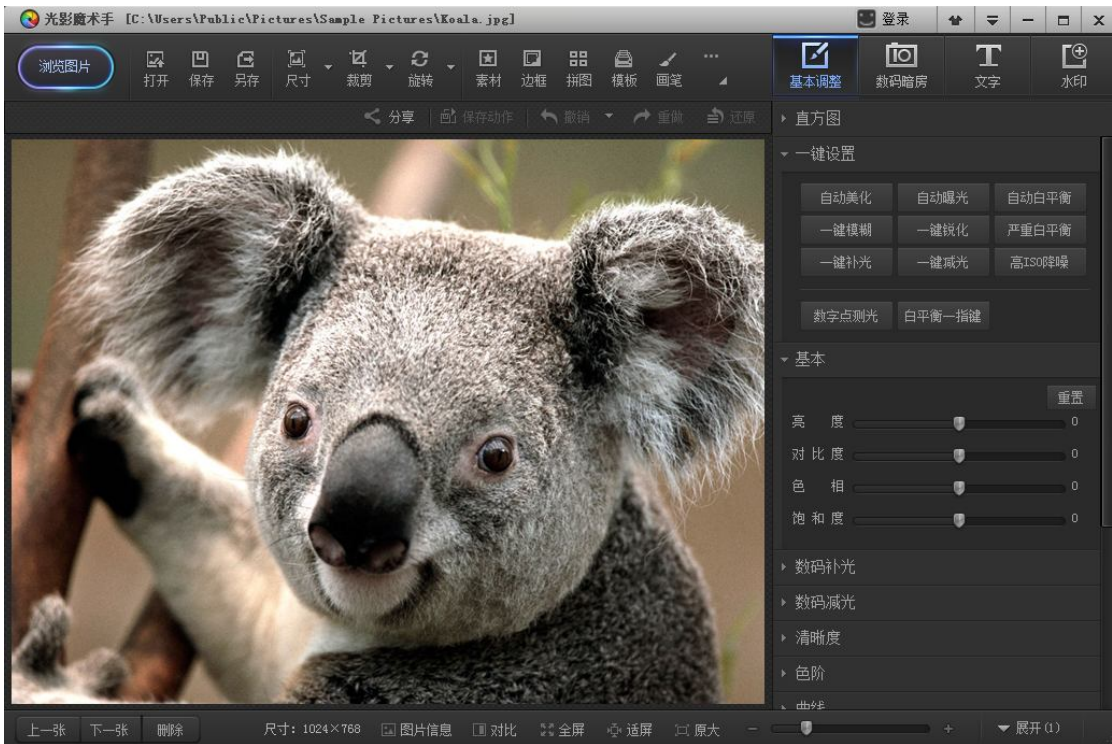 光影魔术手 [C:\Users\Public\Pictures\Sample Pictures\Koala.jpg] 登录
浏览图片 打开 保存 另存 尺寸 裁剪 旋转 素材 边框 拼图 模板 画笔 ...
基本调整 数码暗房 文字 水印
分享 保存动作 撤销 重做 还原
直方图
一键设置
自动美化 自动曝光 自动白平衡
一键模糊 一键锐化 严重白平衡
一键补光 一键减光 高ISO降噪
数字点测光 白平衡一指键
基本
重置
亮 度 0
对比度 0
色 相 0
饱和度 0
数码补光
数码减光
清晰度
色阶
曲线
上一张 下一张 删除 尺寸: 1024×768 图片信息 对比 全屏 适屏 原大 - + 展开(1)